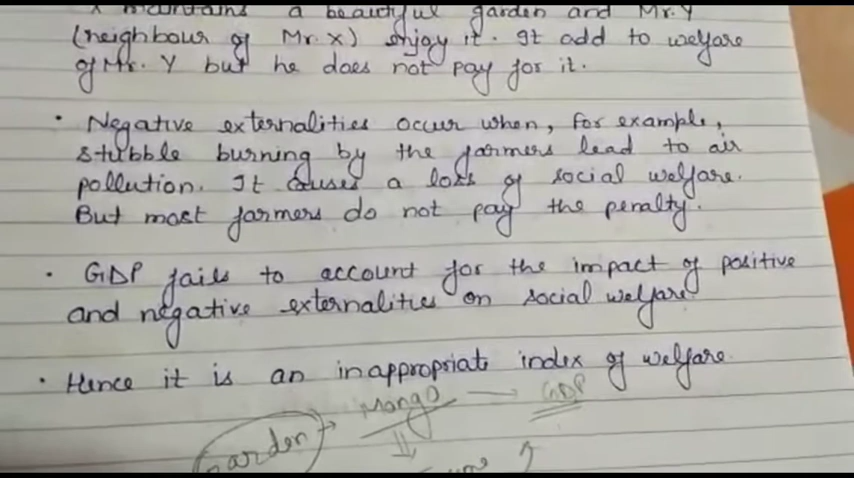 x maintains a beautiful garden and Mr. Y
(neighbour of Mr. X) enjoy it. It add to welfare
of Mr. Y but he does not pay for it.
• Negative externalities occur when, for example,
stubble burning by the farmers lead to air
pollution. It causes a loss of social welfare.
But most farmers do not pay the penalty.
• GDP fails to account for the impact of positive
and negative externalities on social welfare
• Hence it is an inappropriate index of welfare.
Mango → GDP
Garden →